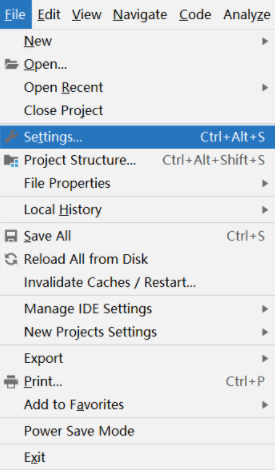 File Edit View Navigate Code Analyze
New
Open...
Open Recent
Close Project
Settings... Ctrl+Alt+S
Project Structure... Ctrl+Alt+Shift+S
File Properties
Local History
Save All Ctrl+S
Reload All from Disk
Invalidate Caches / Restart...
Manage IDE Settings
New Projects Settings
Export
Print... Ctrl+P
Add to Favorites
Power Save Mode
Exit